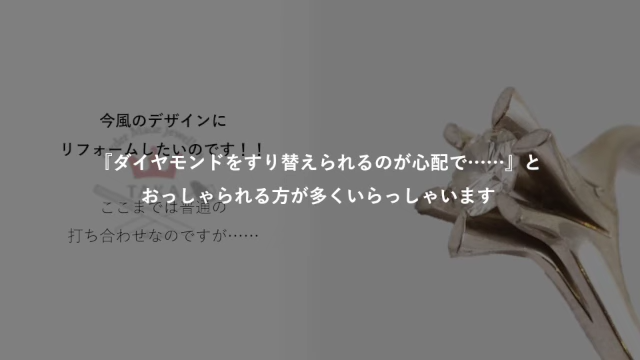 今風のデザインに
リフォームしたいのです！！
『ダイヤモンドをすり替えられるのが心配で……』と
おっしゃられる方が多くいらっしゃいます
ここまでは普通の
打ち合わせなのですが……